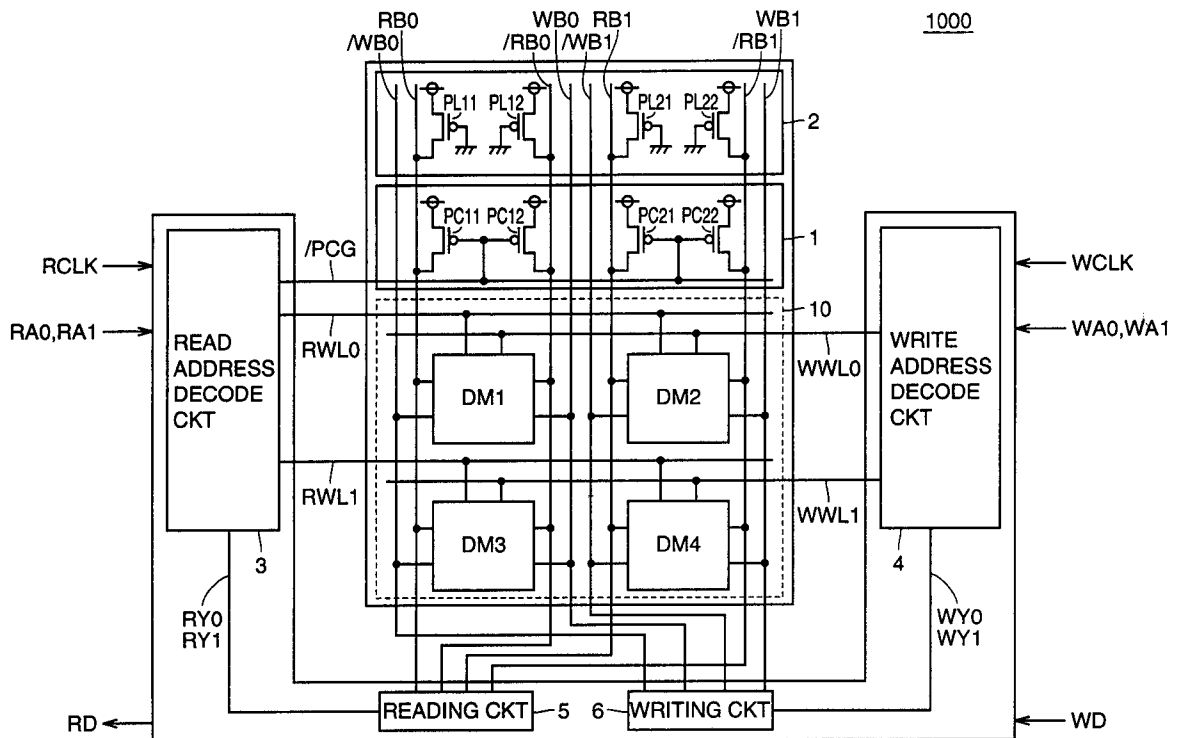 RB0 WB0 RB1 WB1 1000
/WB0 /RB0 /WB1 /RB1
PL11 PL12 PL21 PL22
2
PC11 PC12 PC21 PC22
1
/PCG
RCLK WCLK
10
RA0,RA1 WA0,WA1
READ
ADDRESS
DECODE
CKT
RWL0
WWL0
WRITE
ADDRESS
DECODE
CKT
DM1 DM2
RWL1
WWL1
DM3 DM4
3 4
RY0
RY1
WY0
WY1
READING CKT 5 6 WRITING CKT
RD WD